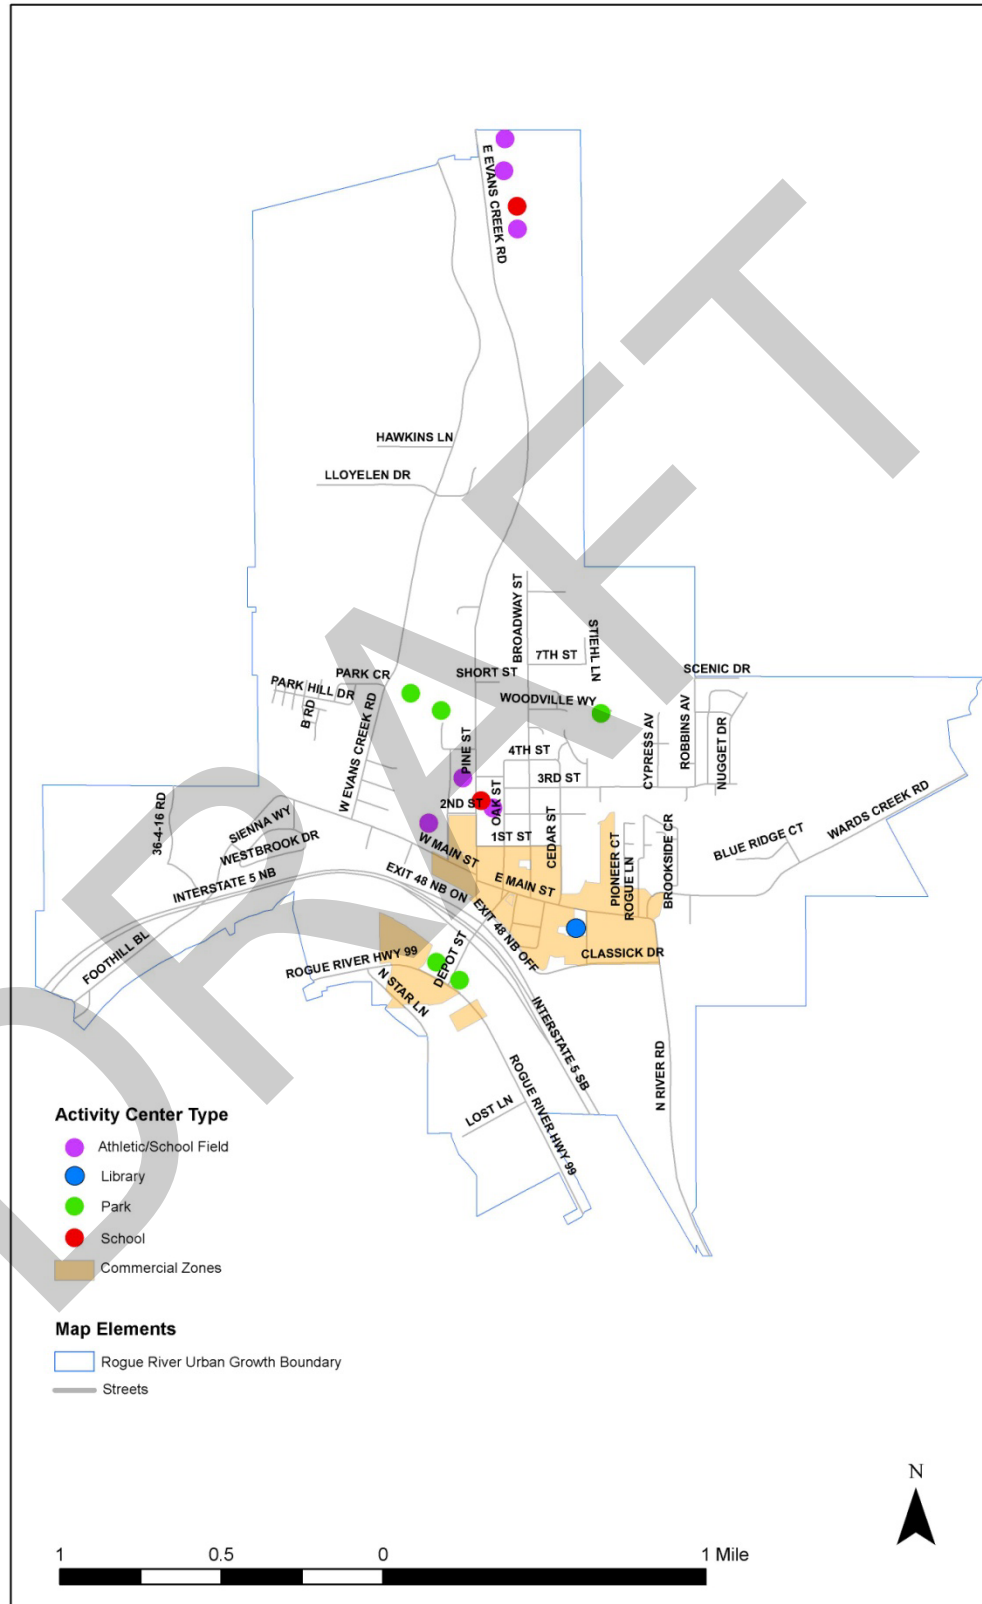 E EVANS CREEK RD
HAWKINS LN
LLOYELEN DR
BROADWAY ST
STIEHL LN
7TH ST
SHORT ST
SCENIC DR
PARK CR
PARK HILL DR
B RD
WOODVILLE WY
W EVANS CREEK RD
PINE ST
CYPRESS AV
ROBBINS AV
NUGGET DR
4TH ST
3RD ST
36-4-16 RD
SIENNA WY
WESTBROOK DR
2ND ST
OAK ST
1ST ST
CEDAR ST
W MAIN ST
E MAIN ST
PIONEER CT
ROGUE LN
BROOKSIDE CR
BLUE RIDGE CT
WARDS CREEK RD
INTERSTATE 5 NB
EXIT 48 NB ON
EXIT 48 NB OFF
FOOTHILL BL
ROGUE RIVER HWY 99
DEPOT ST
CLASSICK DR
N STAR LN
INTERSTATE 5 SB
N RIVER RD
LOST LN
ROGUE RIVER HWY 99
DRAFT
Activity Center Type
Athletic/School Field
Library
Park
School
Commercial Zones
Map Elements
Rogue River Urban Growth Boundary
Streets
N
1 0.5 0 1 Mile